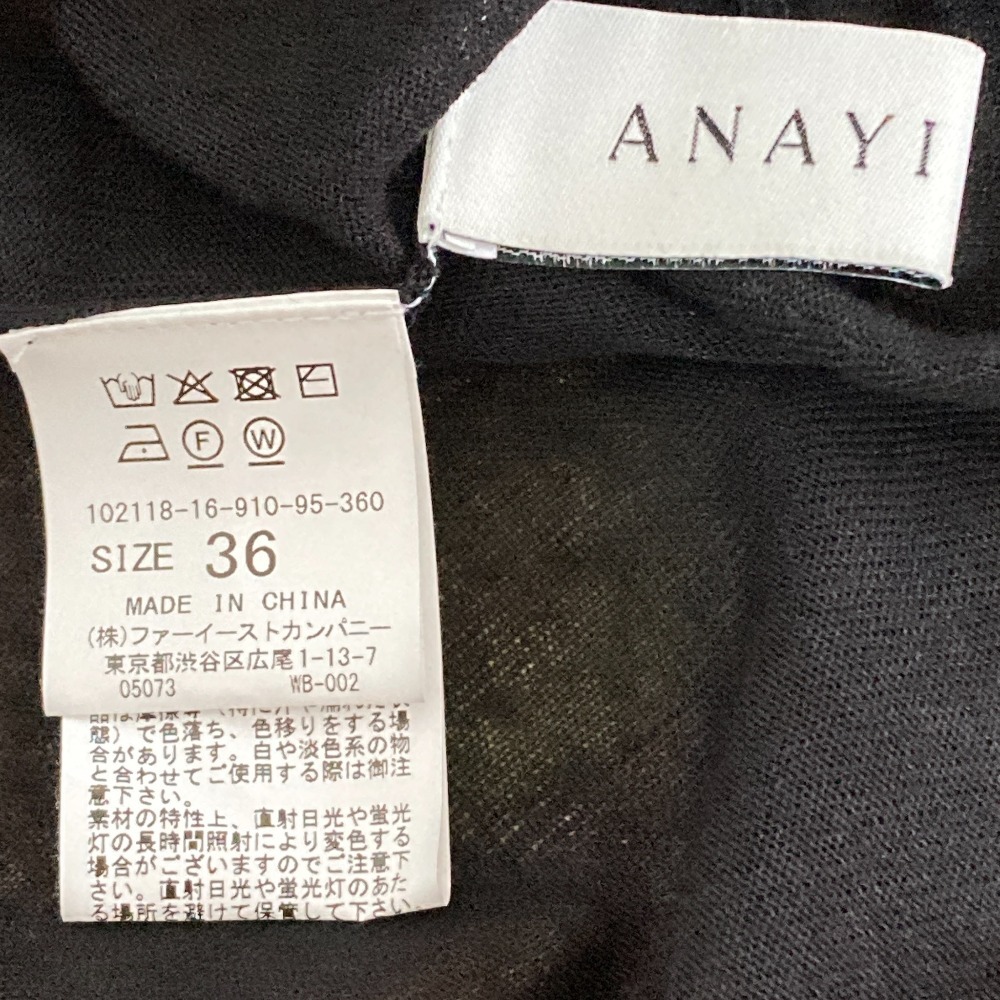 ANAYI
F W
102118-16-910-95-360
SIZE 36
MADE IN CHINA
(株)ファーイーストカンパニー
東京都渋谷区広尾1-13-7
05073 WB-002
態)で色落ち、色移りをする場
合があります。白や淡色系の物
と合わせてご使用する際は御注
意下さい。
素材の特性上、直射日光や蛍光
灯の長時間照射により変色する
場合がございますのでご注意下
さい。直射日光や蛍光灯のあた
る場所を避けて保管して下さい